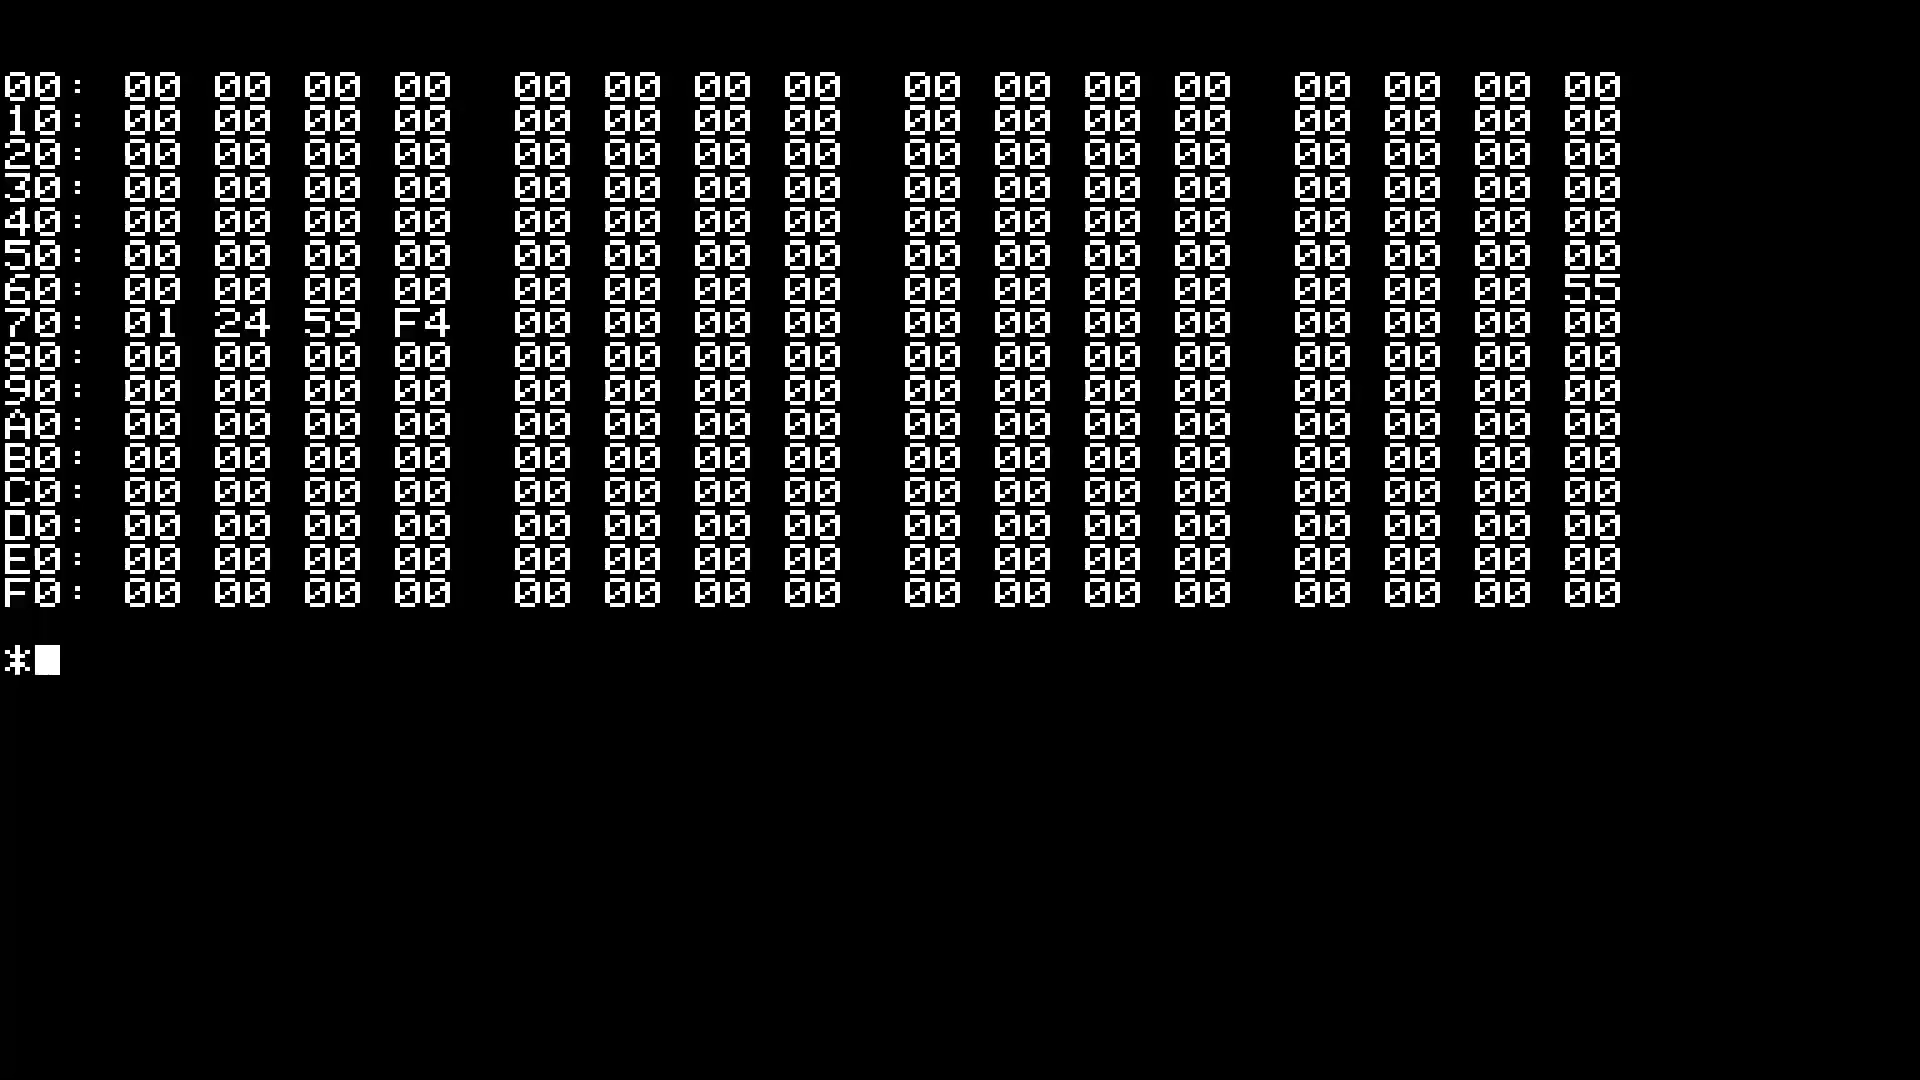 00:  00 00 00 00  00 00 00 00  00 00 00 00  00 00 00 00
10:  00 00 00 00  00 00 00 00  00 00 00 00  00 00 00 00
20:  00 00 00 00  00 00 00 00  00 00 00 00  00 00 00 00
30:  00 00 00 00  00 00 00 00  00 00 00 00  00 00 00 00
40:  00 00 00 00  00 00 00 00  00 00 00 00  00 00 00 00
50:  00 00 00 00  00 00 00 00  00 00 00 00  00 00 00 00
60:  00 00 00 00  00 00 00 00  00 00 00 00  00 00 00 55
70:  01 24 59 F4  00 00 00 00  00 00 00 00  00 00 00 00
80:  00 00 00 00  00 00 00 00  00 00 00 00  00 00 00 00
90:  00 00 00 00  00 00 00 00  00 00 00 00  00 00 00 00
A0:  00 00 00 00  00 00 00 00  00 00 00 00  00 00 00 00
B0:  00 00 00 00  00 00 00 00  00 00 00 00  00 00 00 00
C0:  00 00 00 00  00 00 00 00  00 00 00 00  00 00 00 00
D0:  00 00 00 00  00 00 00 00  00 00 00 00  00 00 00 00
E0:  00 00 00 00  00 00 00 00  00 00 00 00  00 00 00 00
F0:  00 00 00 00  00 00 00 00  00 00 00 00  00 00 00 00
*